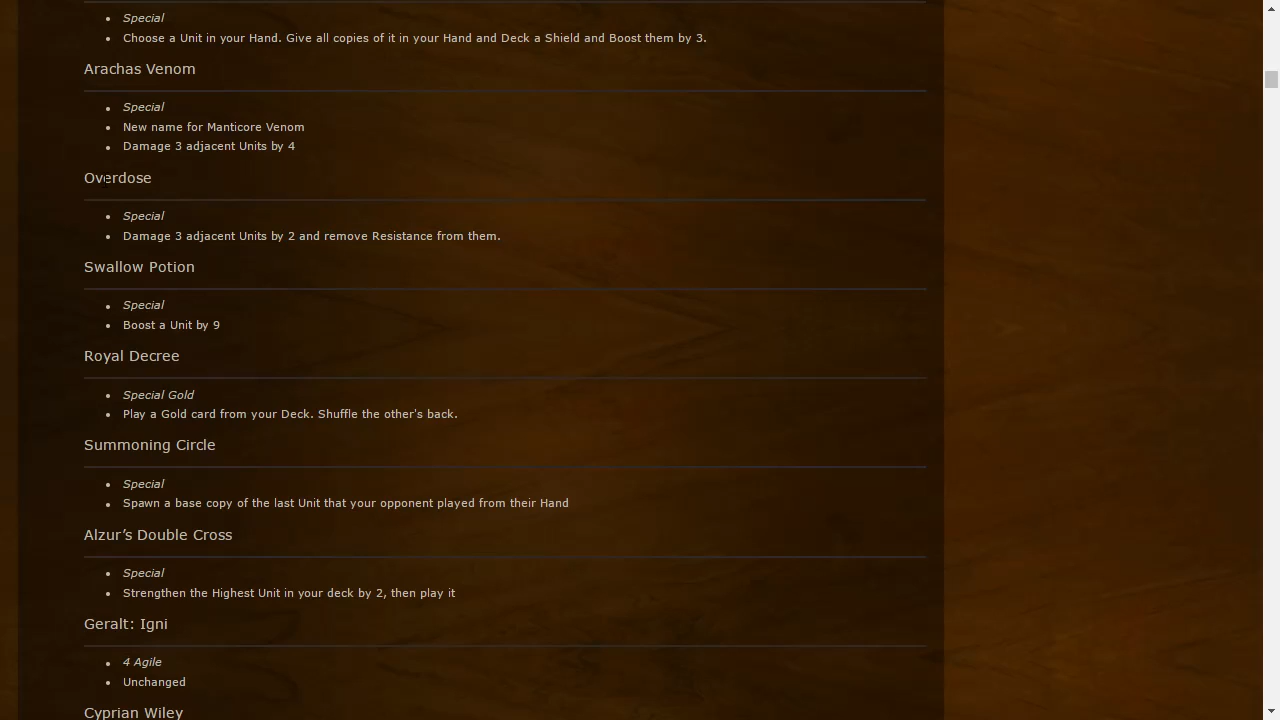 Special
Choose a Unit in your Hand. Give all copies of it in your Hand and Deck a Shield and Boost them by 3.
Arachas Venom
Special
New name for Manticore Venom
Damage 3 adjacent Units by 4
Overdose
Special
Damage 3 adjacent Units by 2 and remove Resistance from them.
Swallow Potion
Special
Boost a Unit by 9
Royal Decree
Special Gold
Play a Gold card from your Deck. Shuffle the other's back.
Summoning Circle
Special
Spawn a base copy of the last Unit that your opponent played from their Hand
Alzur’s Double Cross
Special
Strengthen the Highest Unit in your deck by 2, then play it
Geralt: Igni
4 Agile
Unchanged
Cyprian Wiley